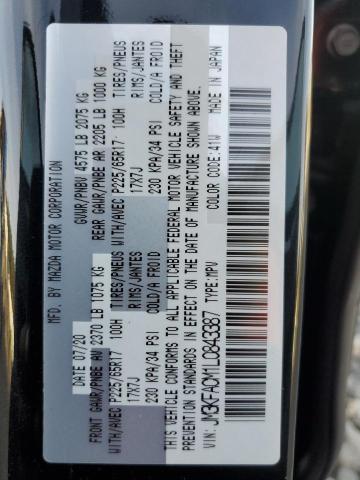 MFD. BY MAZDA MOTOR CORPORATION
DATE 07/20 GVWR/PNBV 4575 LB 2075 KG
FRONT GAWR/PNBE AV 2370 LB 1075 KG REAR GAWR/PNBE AR 2205 LB 1000 KG
WITH/AVEC P225/65R17 100H TIRES/PNEUS WITH/AVEC P225/65R17 100H TIRES/PNEUS
17X7J RIMS/JANTES 17X7J RIMS/JANTES
230 KPA/34 PSI COLD/A FROID 230 KPA/34 PSI COLD/A FROID
THIS VEHICLE CONFORMS TO ALL APPLICABLE FEDERAL MOTOR VEHICLE SAFETY AND THEFT
PREVENTION STANDARDS IN EFFECT ON THE DATE OF MANUFACTURE SHOWN ABOVE.
COLOR CODE: 41W MADE IN JAPAN
VIN: JM3KFACM1L0843387 TYPE: MPV